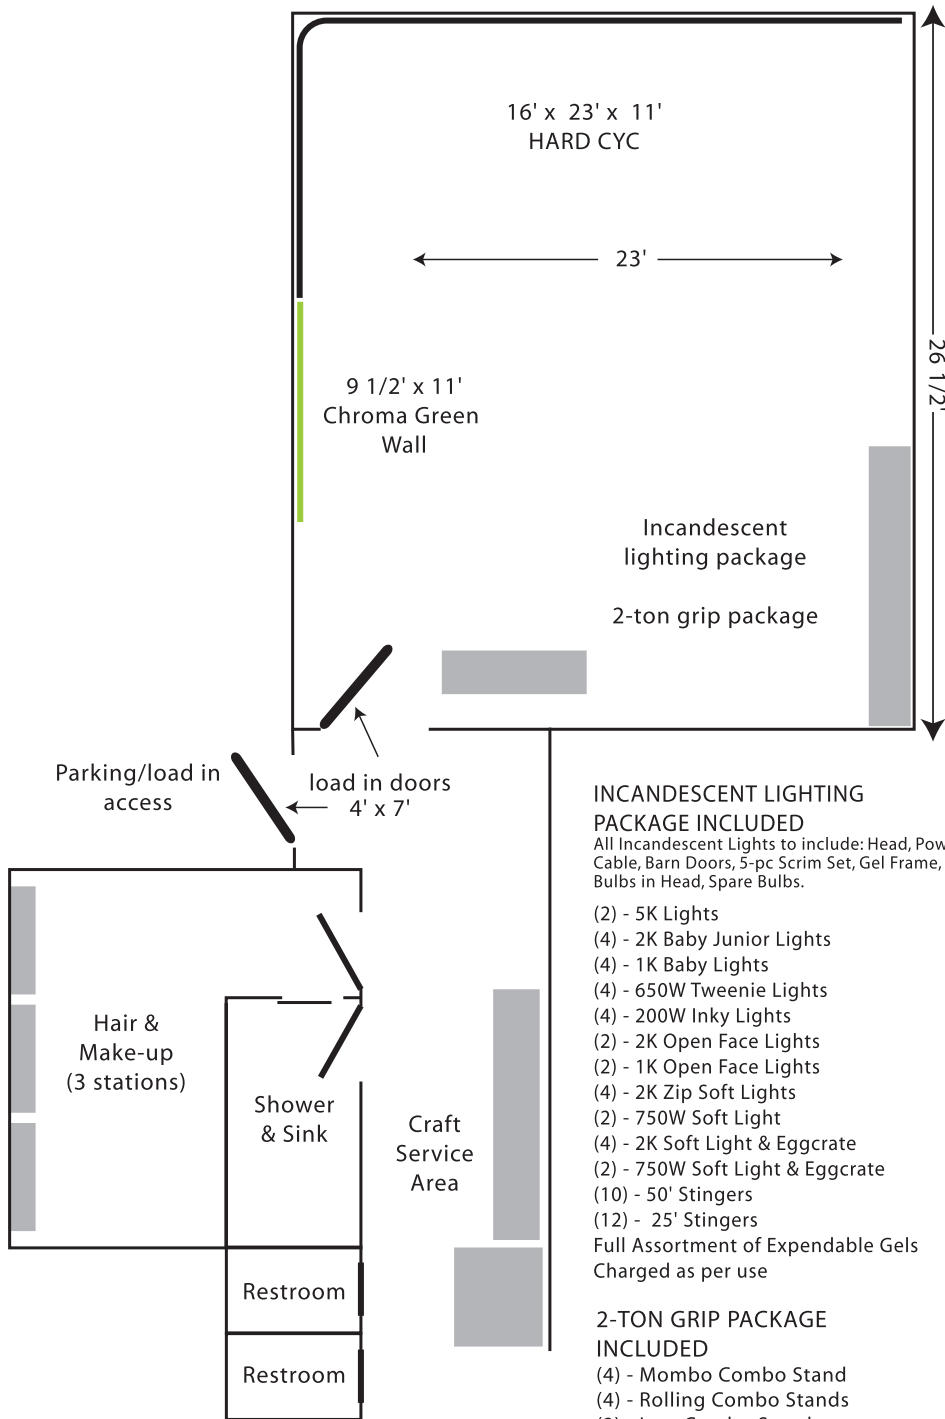 16' x 23' x 11'
HARD CYC
23'
26 1/2'
9 1/2' x 11'
Chroma Green
Wall
Incandescent
lighting package
2-ton grip package
Parking/load in
access
load in doors
4' x 7'
Hair &
Make-up
(3 stations)
Shower
& Sink
Craft
Service
Area
Restroom
Restroom
INCANDESCENT LIGHTING
PACKAGE INCLUDED
All Incandescent Lights to include: Head, Pow
Cable, Barn Doors, 5-pc Scrim Set, Gel Frame,
Bulbs in Head, Spare Bulbs.
(2) - 5K Lights
(4) - 2K Baby Junior Lights
(4) - 1K Baby Lights
(4) - 650W Tweenie Lights
(4) - 200W Inky Lights
(2) - 2K Open Face Lights
(2) - 1K Open Face Lights
(4) - 2K Zip Soft Lights
(2) - 750W Soft Light
(4) - 2K Soft Light & Eggcrate
(2) - 750W Soft Light & Eggcrate
(10) - 50' Stingers
(12) - 25' Stingers
Full Assortment of Expendable Gels
Charged as per use
2-TON GRIP PACKAGE
INCLUDED
(4) - Mombo Combo Stand
(4) - Rolling Combo Stands